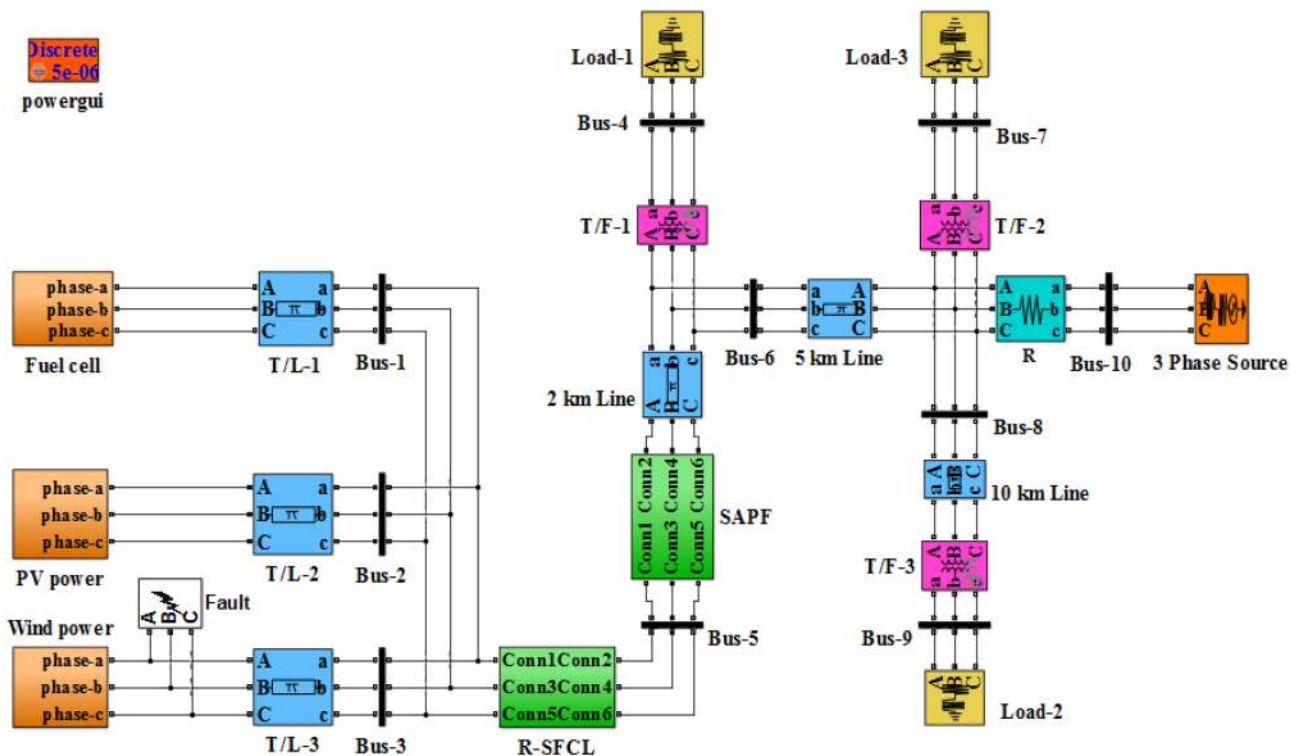 Discrete
5e-06
powergui
Load-1
A B C
Bus-4
a b c
T/F-1
A B C
Load-3
A B C
Bus-7
a b c
T/F-2
A B C
phase-a
phase-b
phase-c
Fuel cell
A a
B π b
C c
T/L-1
Bus-1
Bus-6
a A
b π B
c C
5 km Line
A a
B b
C c
R
Bus-10
A
B
C
3 Phase Source
a b c
π
A B C
2 km Line
Bus-8
A B C
a b c
10 km Line
Conn2 Conn4 Conn6
Conn1 Conn3 Conn5
SAPF
Bus-5
phase-a
phase-b
phase-c
PV power
A a
B π b
C c
T/L-2
Bus-2
A B C
a b c
T/F-3
Bus-9
A B C
Load-2
Fault
A B C
Wind power
phase-a
phase-b
phase-c
A a
B π b
C c
T/L-3
Bus-3
Conn1Conn2
Conn3Conn4
Conn5Conn6
R-SFCL